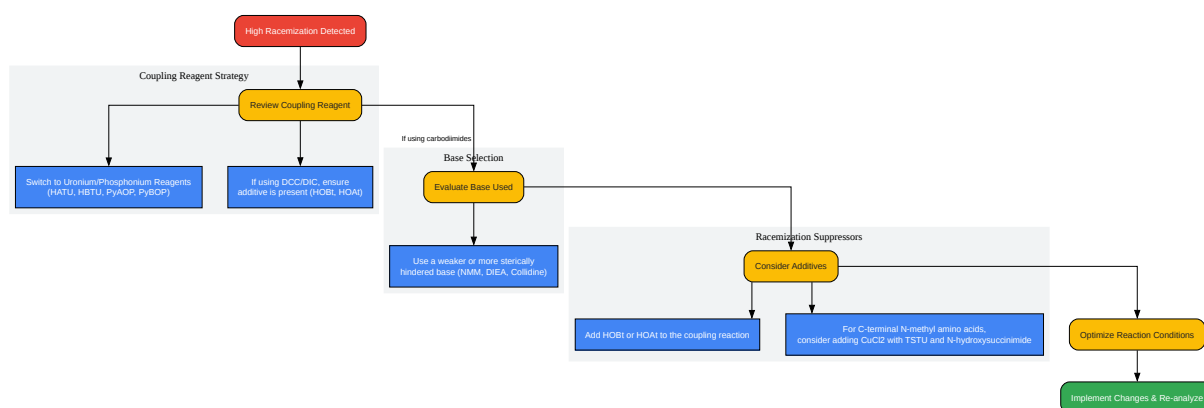 High Racemization Detected
Coupling Reagent Strategy
Review Coupling Reagent
If using carbodiimides
Switch to Uronium/Phosphonium Reagents
(HATU, HBTU, PyAOP, PyBOP)
If using DCC/DIC, ensure
additive is present (HOBt, HOAt)
Base Selection
Evaluate Base Used
Use a weaker or more sterically
hindered base (NMM, DIEA, Collidine)
Racemization Suppressors
Consider Additives
Add HOBt or HOAt to the coupling reaction
For C-terminal N-methyl amino acids,
consider adding CuCl2 with TSTU and N-hydroxysuccinimide
Optimize Reaction Conditions
Implement Changes & Re-analyze